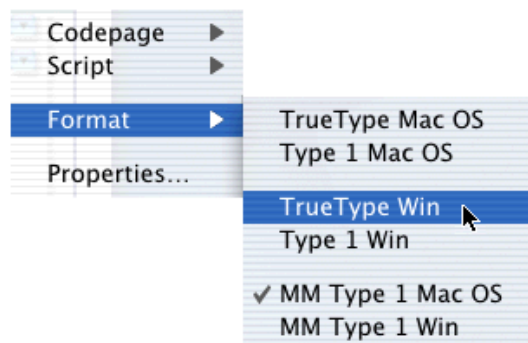 Codepage
Script
Format
Properties...
TrueType Mac OS
Type 1 Mac OS
TrueType Win
Type 1 Win
MM Type 1 Mac OS
MM Type 1 Win